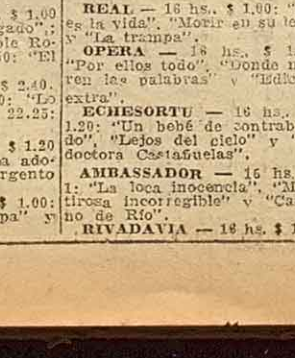 $ 1.00
gado";
ble Ro-
50: "El
$ 2.40.
0: "Lo
22.25:
$ 1.20
a ado-
argento
$ 1.00:
pa" y
REAL — 16 hs.. $ 1.00: "
es la vida". "Morir en su le
y "La trampa".
OPERA — 16 hs. $ 1
"Por ellos todo". "Donde m
ren las palabras" y "Edic
extra".
ECHESORTU — 16 hs.
1.20: "Un bebé de contrab
do", "Lejos del cielo" y
doctora Castañuelas".
AMBASSADOR — 16 hs.
1: "La loca inocencia". "M
tirosa incorregible" y "Ca
no de Río".
RIVADAVIA — 16 hs. $ 1